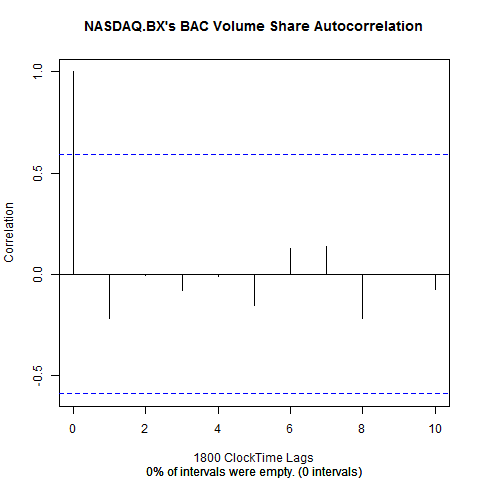 NASDAQ.BX's BAC Volume Share Autocorrelation
Correlation
1.0
0.5
0.0
-0.5
0 2 4 6 8 10
1800 ClockTime Lags
0% of intervals were empty. (0 intervals)